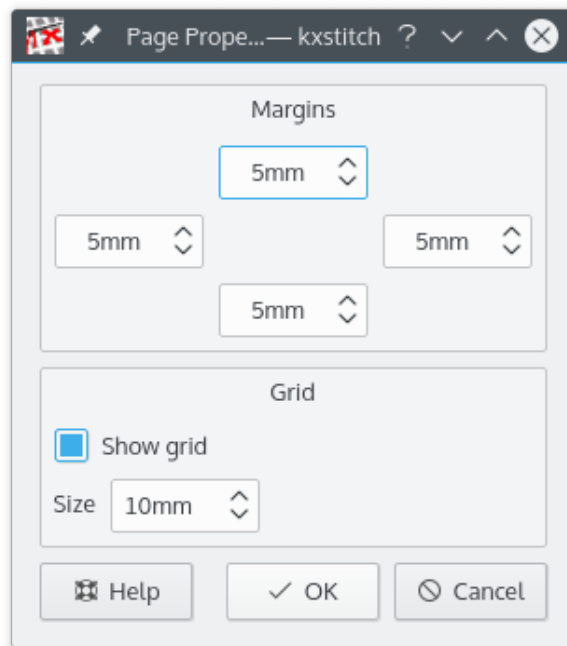 Page Prope...— kxstitch
Margins
5mm
5mm 5mm
5mm
Grid
Show grid
Size 10mm
Help OK Cancel